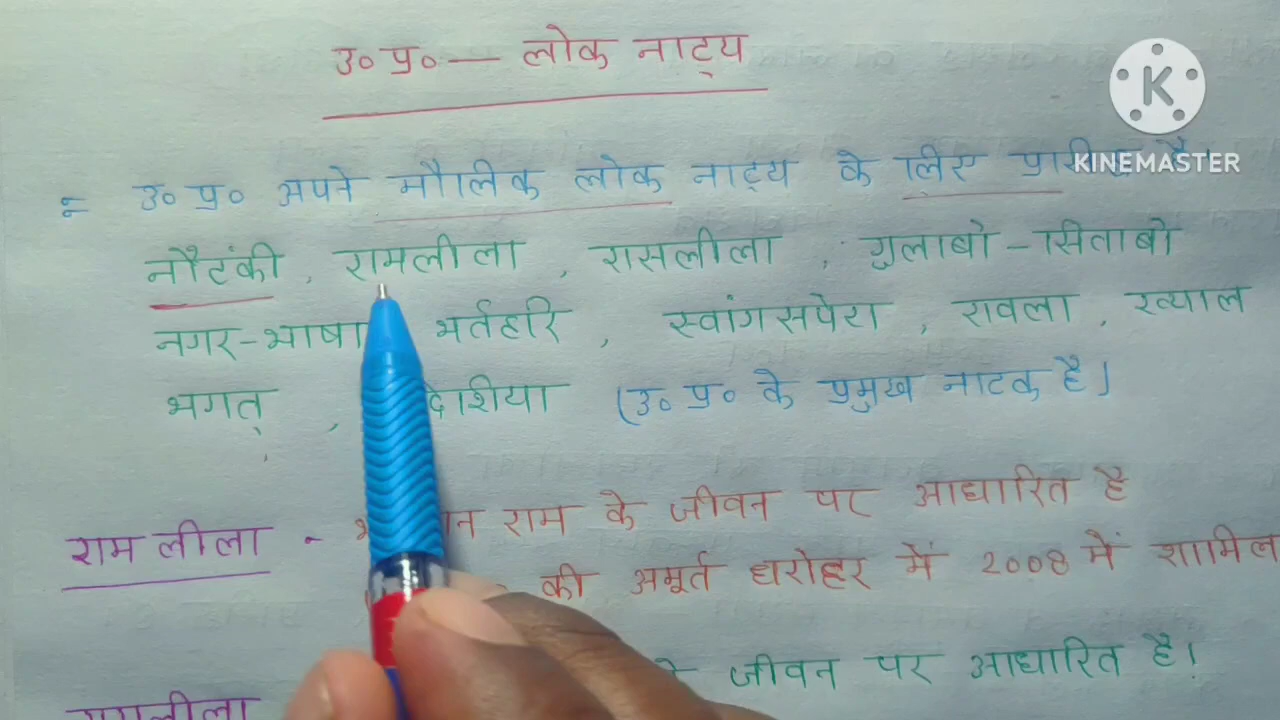 उ० प्र० — लोक नाट्य
K
KINEMASTER
= उ० प्र० अपने मौलिक लोक नाट्य के लिए
नौटंकी , रामलीला , रासलीला , गुलाबो - सिताबो
नगर-भाषा भर्तहरि , स्वांगसपेरा , रावला , ख्याल
भगत् , (उ० प्र० के प्रमुख नाटक है।
राम लीला - राम के जीवन पर आधारित है
की अमूर्त धरोहर में 2008 में शामिल
जीवन पर आधारित है।